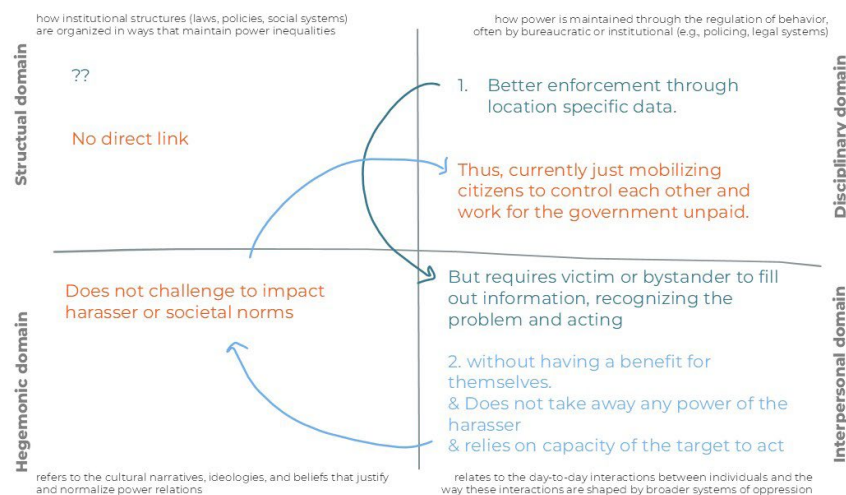 how institutional structures (laws, policies, social systems)
are organized in ways that maintain power inequalities
how power is maintained through the regulation of behavior,
often by bureaucratic or institutional (e.g., policing, legal systems)
Structual domain
??
No direct link
1. Better enforcement through
location specific data.
Thus, currently just mobilizing
citizens to control each other and
work for the government unpaid.
Disciplinary domain
Hegemonic domain
Does not challenge to impact
harasser or societal norms
But requires victim or bystander to fill
out information, recognizing the
problem and acting
2. without having a benefit for
themselves.
& Does not take away any power of the
harasser
& relies on capacity of the target to act
Interpersonal domain
refers to the cultural narratives, ideologies, and beliefs that justify
and normalize power relations
relates to the day-to-day interactions between individuals and the
way these interactions are shaped by broader systems of oppression